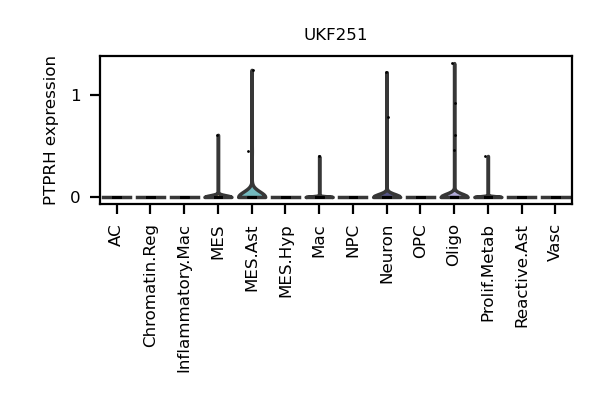 UKF251
PTPRH expression
1
0
AC
Chromatin.Reg
Inflammatory.Mac
MES
MES.Ast
MES.Hyp
Mac
NPC
Neuron
OPC
Oligo
Prolif.Metab
Reactive.Ast
Vasc